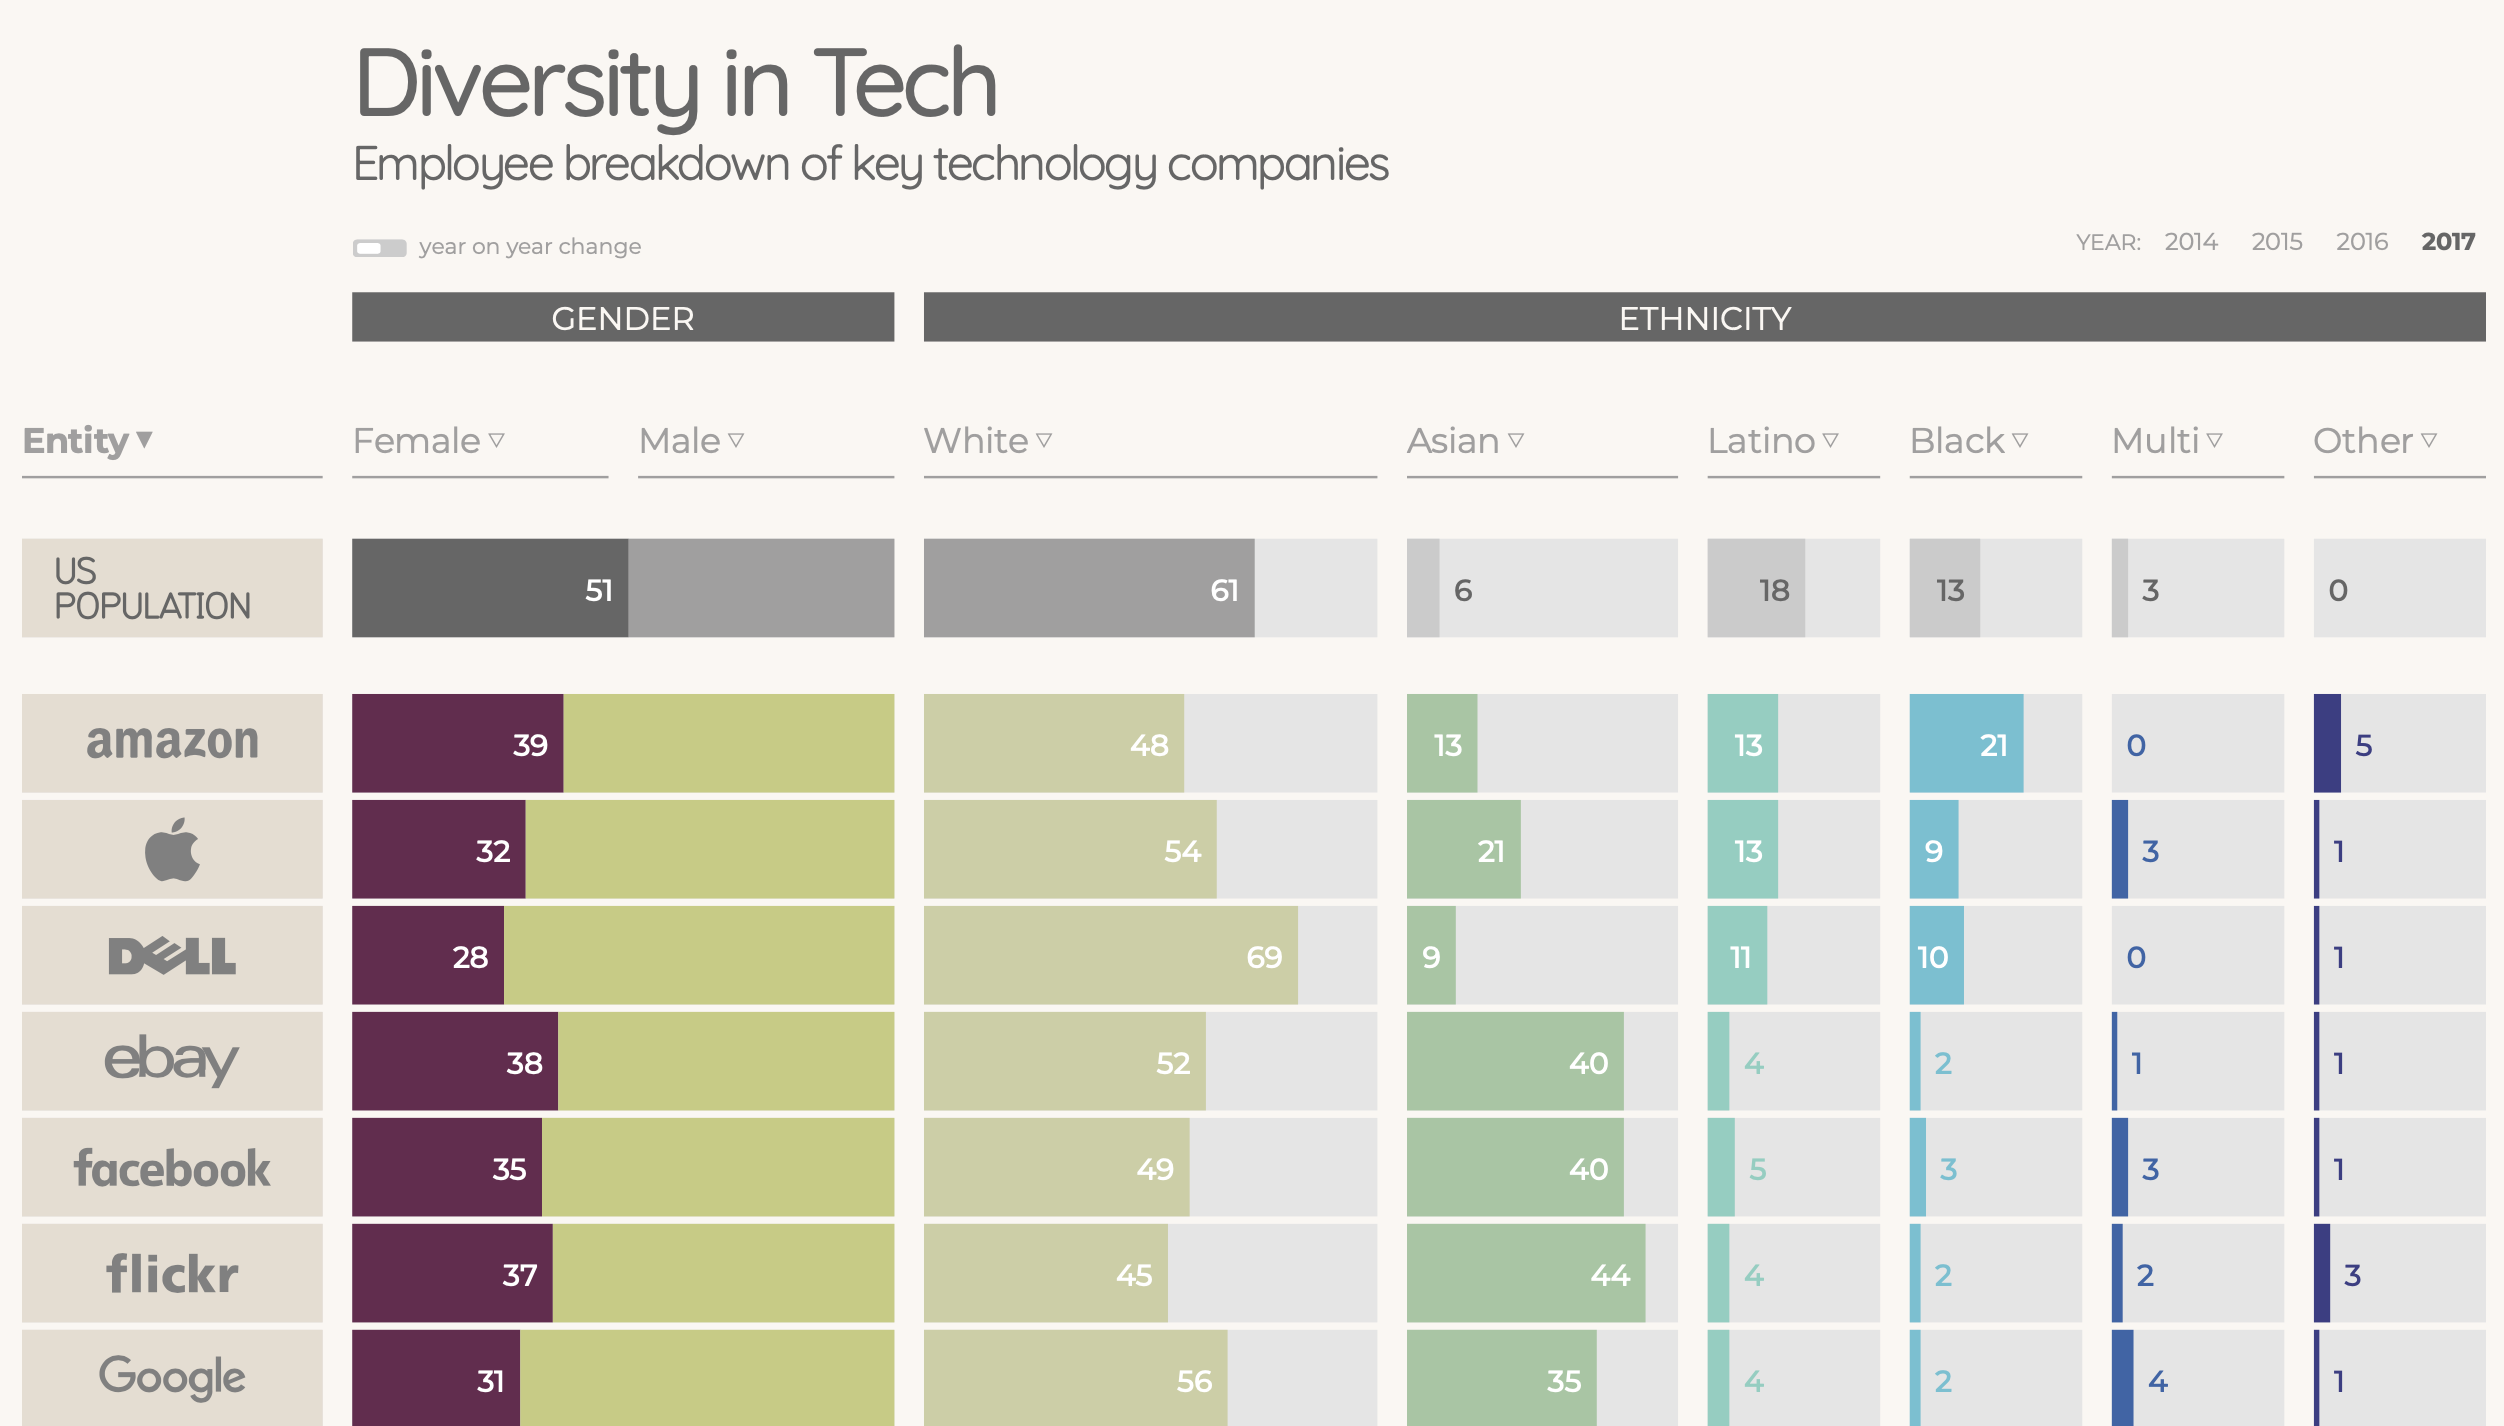 Diversity in Tech
Employee breakdown of key technology companies
year on year change
YEAR: 2014 2015 2016 2017
GENDER ETHNICITY
Entity ▼ Female ▽ Male ▽ White ▽ Asian ▽ Latino ▽ Black ▽ Multi ▽ Other ▽
US
POPULATION
51 61 6 18 13 3 0
amazon 39 48 13 13 21 0 5
32 54 21 13 9 3 1
DELL 28 69 9 11 10 0 1
ebay 38 52 40 4 2 1 1
facebook 35 49 40 5 3 3 1
flickr 37 45 44 4 2 2 3
Google 31 56 35 4 2 4 1